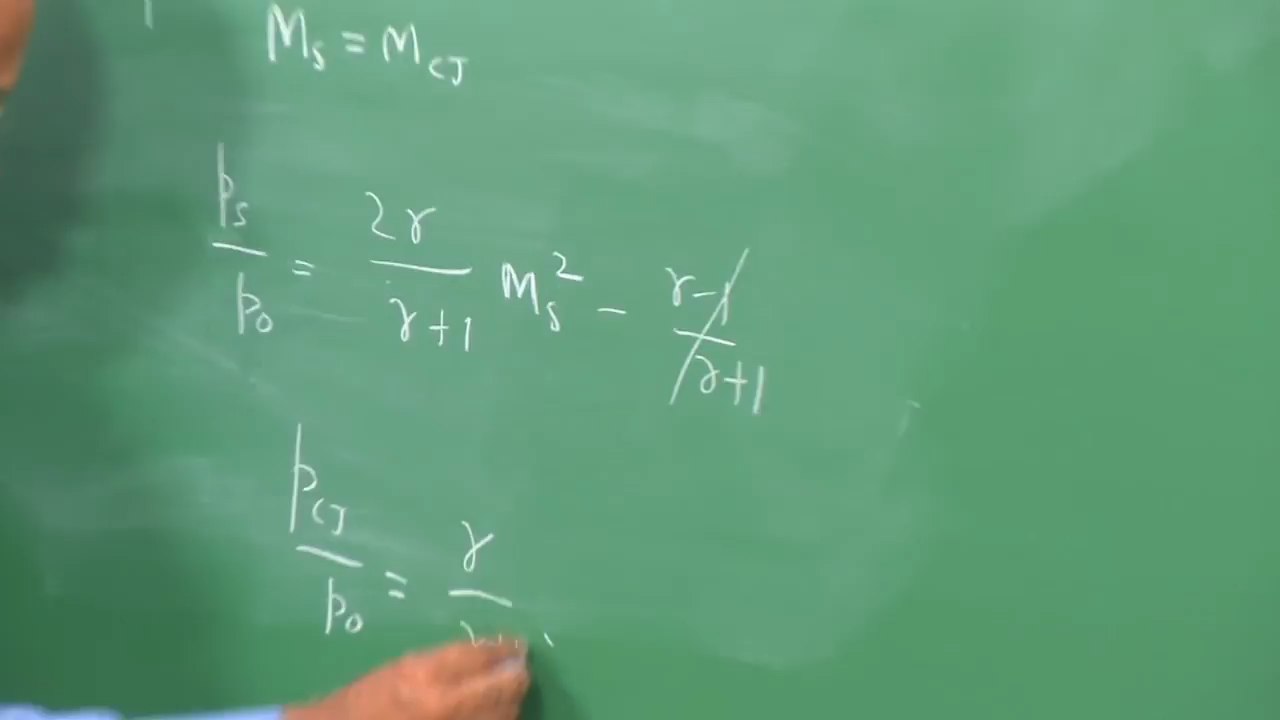 M_s = M_CJ
p_s / p_0 = 2γ / γ+1 M_s^2 - γ-1 / γ+1
p_CJ / p_0 = γ /